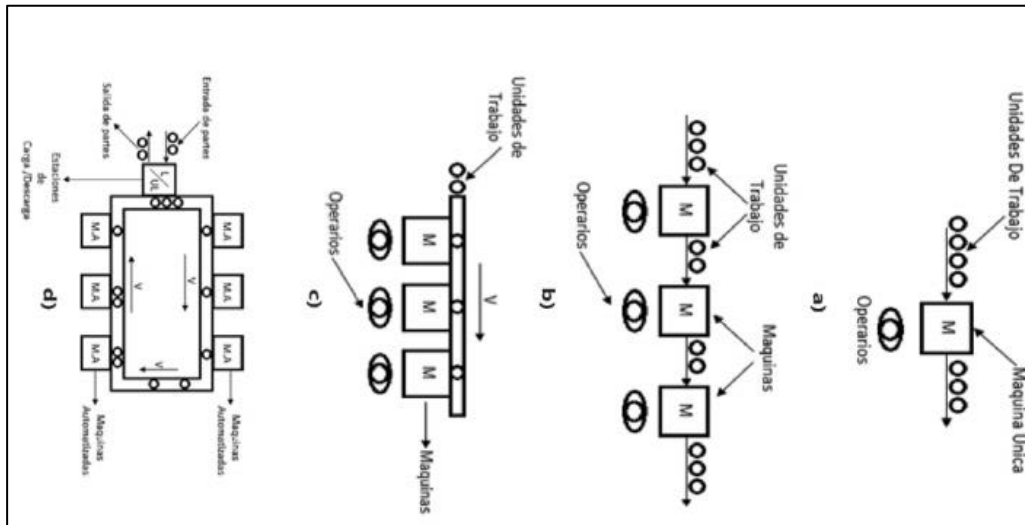 Unidades De Trabajo
Maquina Unica
M
Operarios
a)
Unidades de
Trabajo
Maquinas
M
M
M
Operarios
b)
Unidades de
Trabajo
V
M
M
M
Maquinas
Operarios
c)
Maquinas
Automatizadas
M.A
M.A
M.A
Entrada de partes
V
L/
UL
V
V
Salida de partes
M.A
M.A
M.A
Maquinas
Automatizadas
Estaciones
de
Carga /Descarga
d)